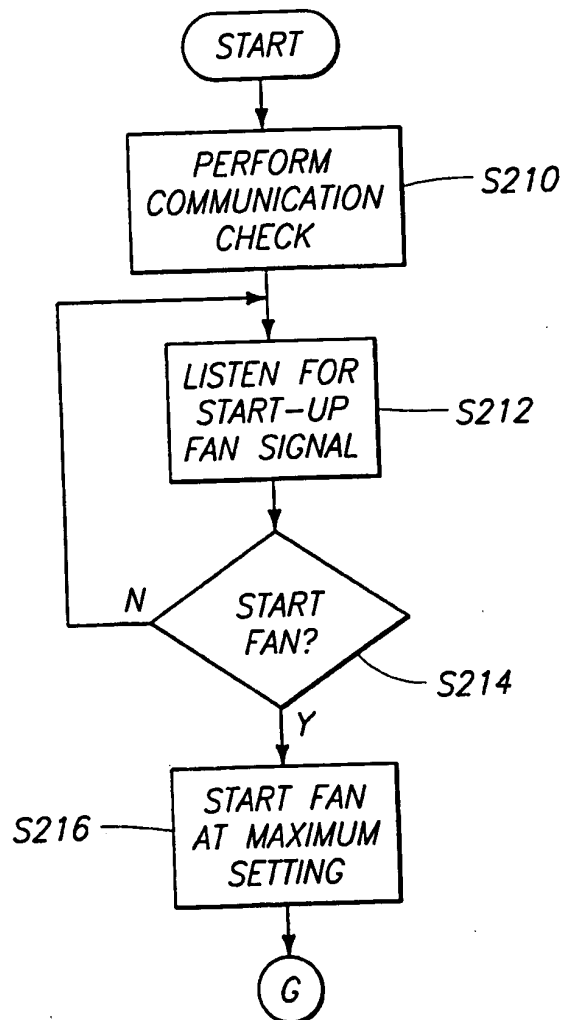 START
PERFORM
COMMUNICATION
CHECK
S210
LISTEN FOR
START-UP
FAN SIGNAL
S212
N
START
FAN?
S214
Y
S216
START FAN
AT MAXIMUM
SETTING
G